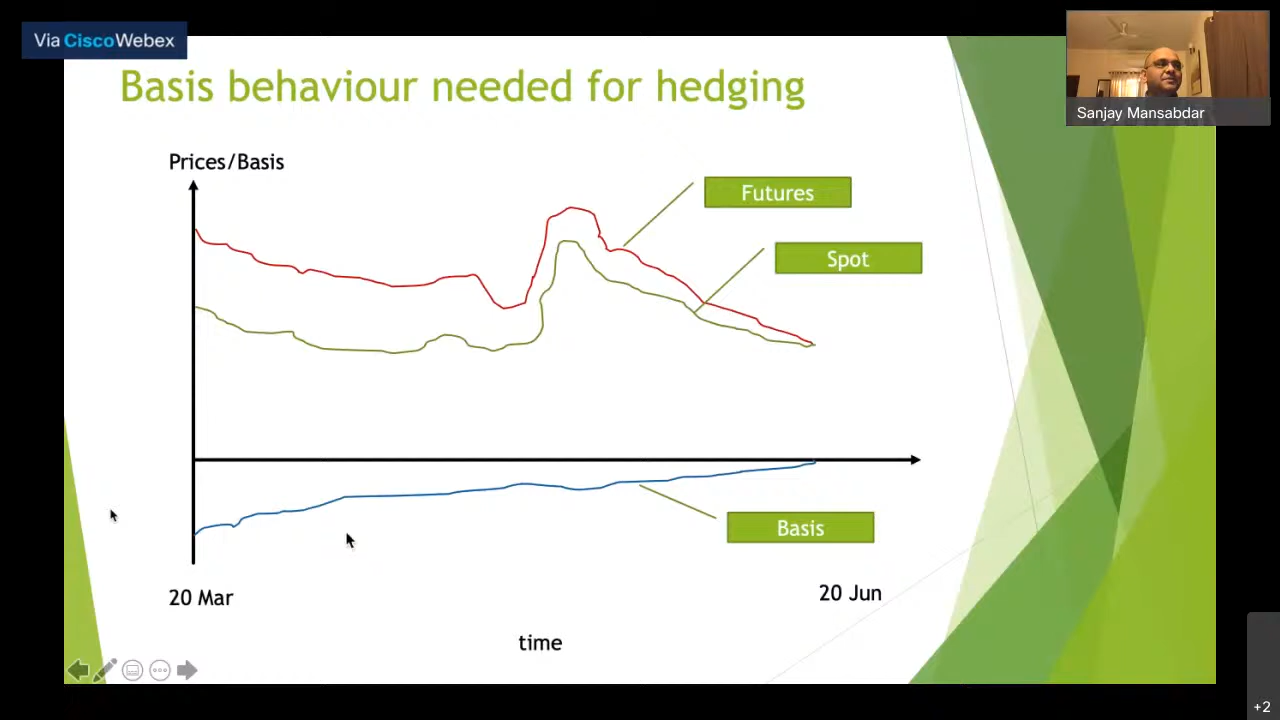 Via CiscoWebex
Basis behaviour needed for hedging
Sanjay Mansabdar
Prices/Basis
Futures
Spot
Basis
20 Mar
20 Jun
time
+2